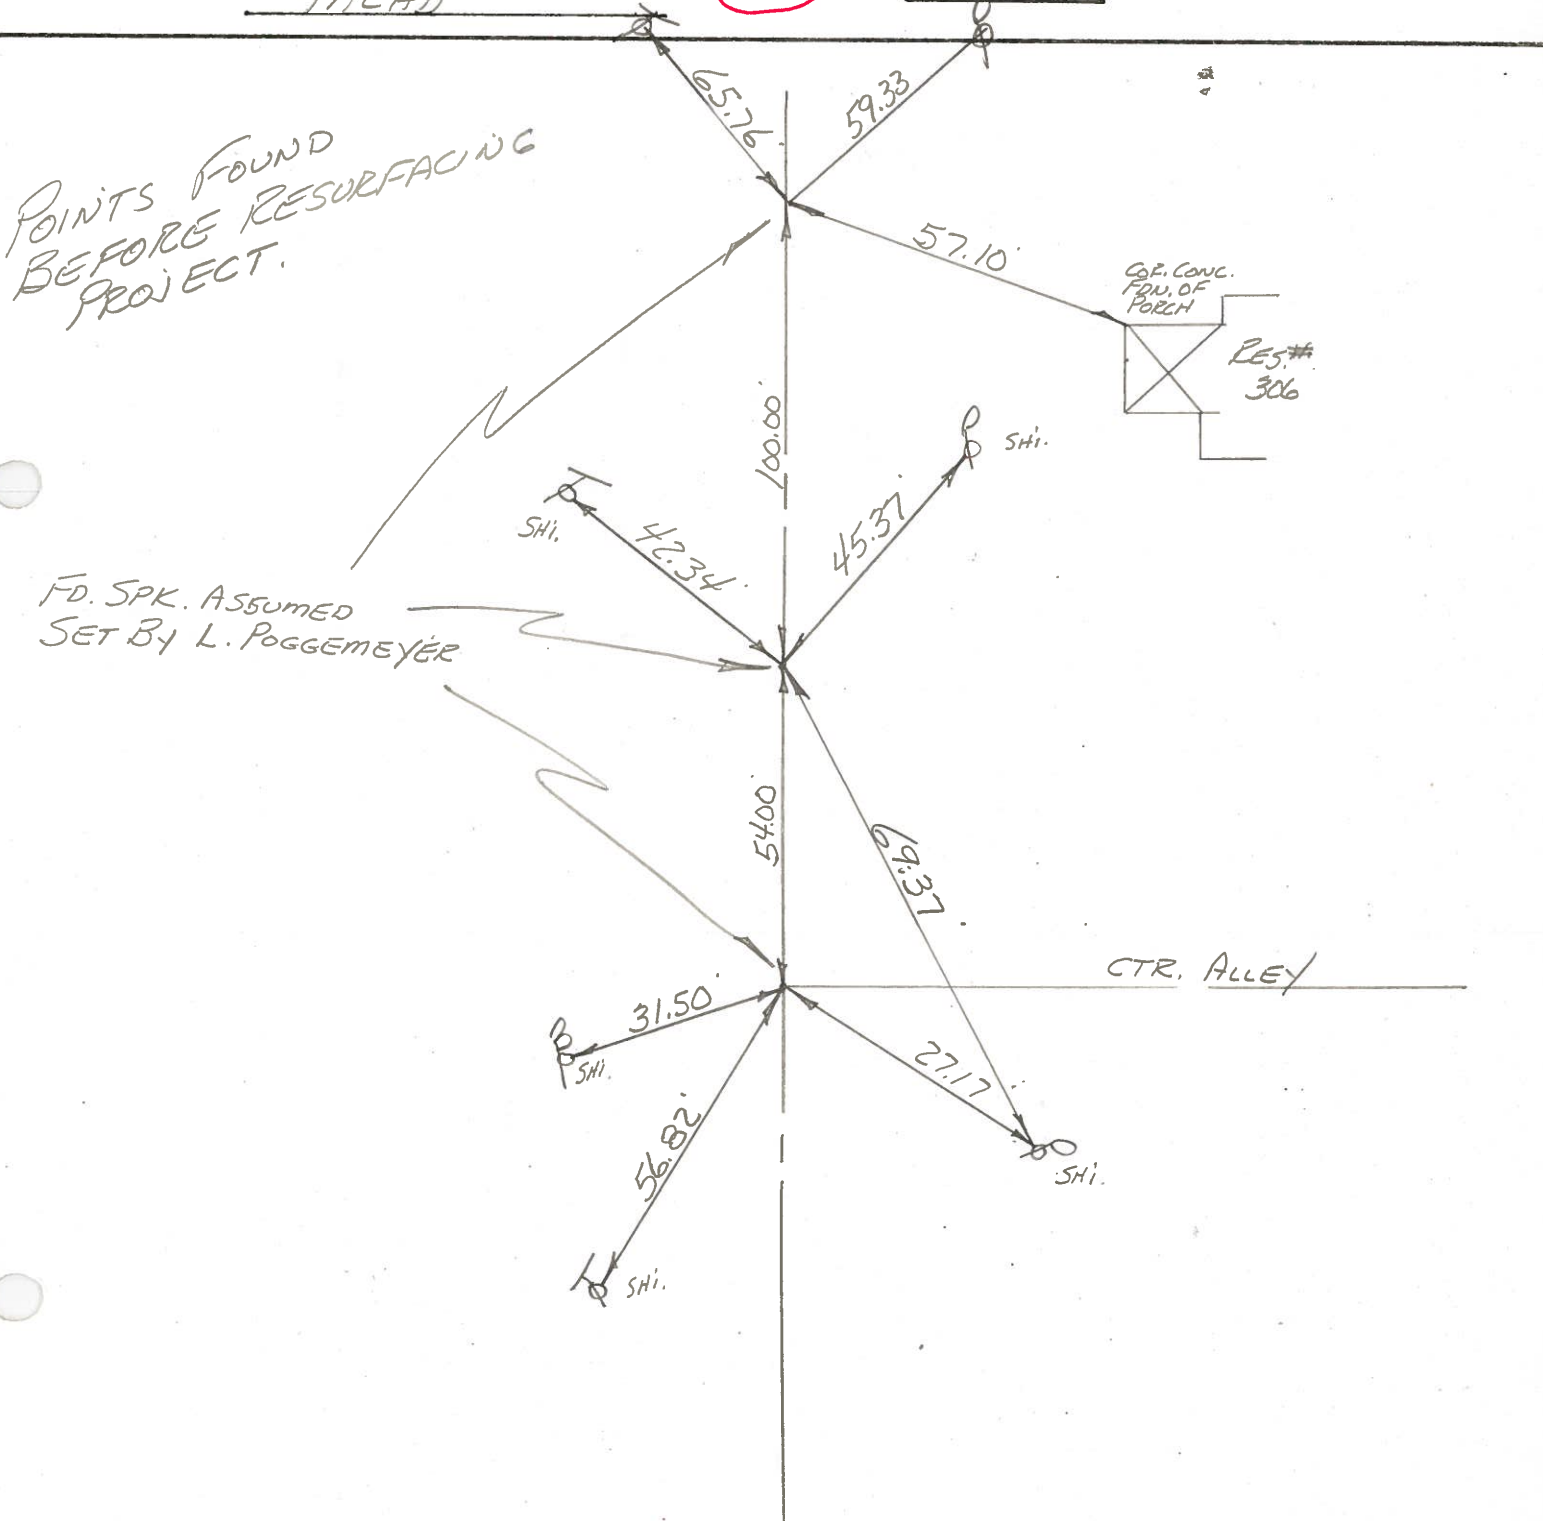 65.76'
59.33
POINTS FOUND
BEFORE RESURFACING
PROJECT.
57.10'
COR. CONC.
FDN. OF
PORCH
RES.#
306
100.00'
SHi.
SHi.
42.34'
45.37'
FD. SPK. ASSUMED
SET BY L. POGGEMEYER
54.00'
69.37'
CTR. ALLEY
31.50'
SHi.
27.17'
56.82'
SHi.
SHi.